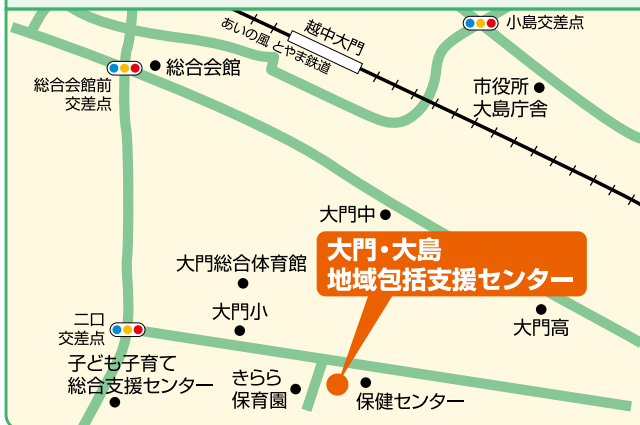 越中大門
あいの風 とやま鉄道
小島交差点
総合会館
総合会館前
交差点
市役所
大島庁舎
大門中
大門・大島
地域包括支援センター
大門総合体育館
大門小
二口
交差点
大門高
子ども子育て
総合支援センター
きらら
保育園
保健センター